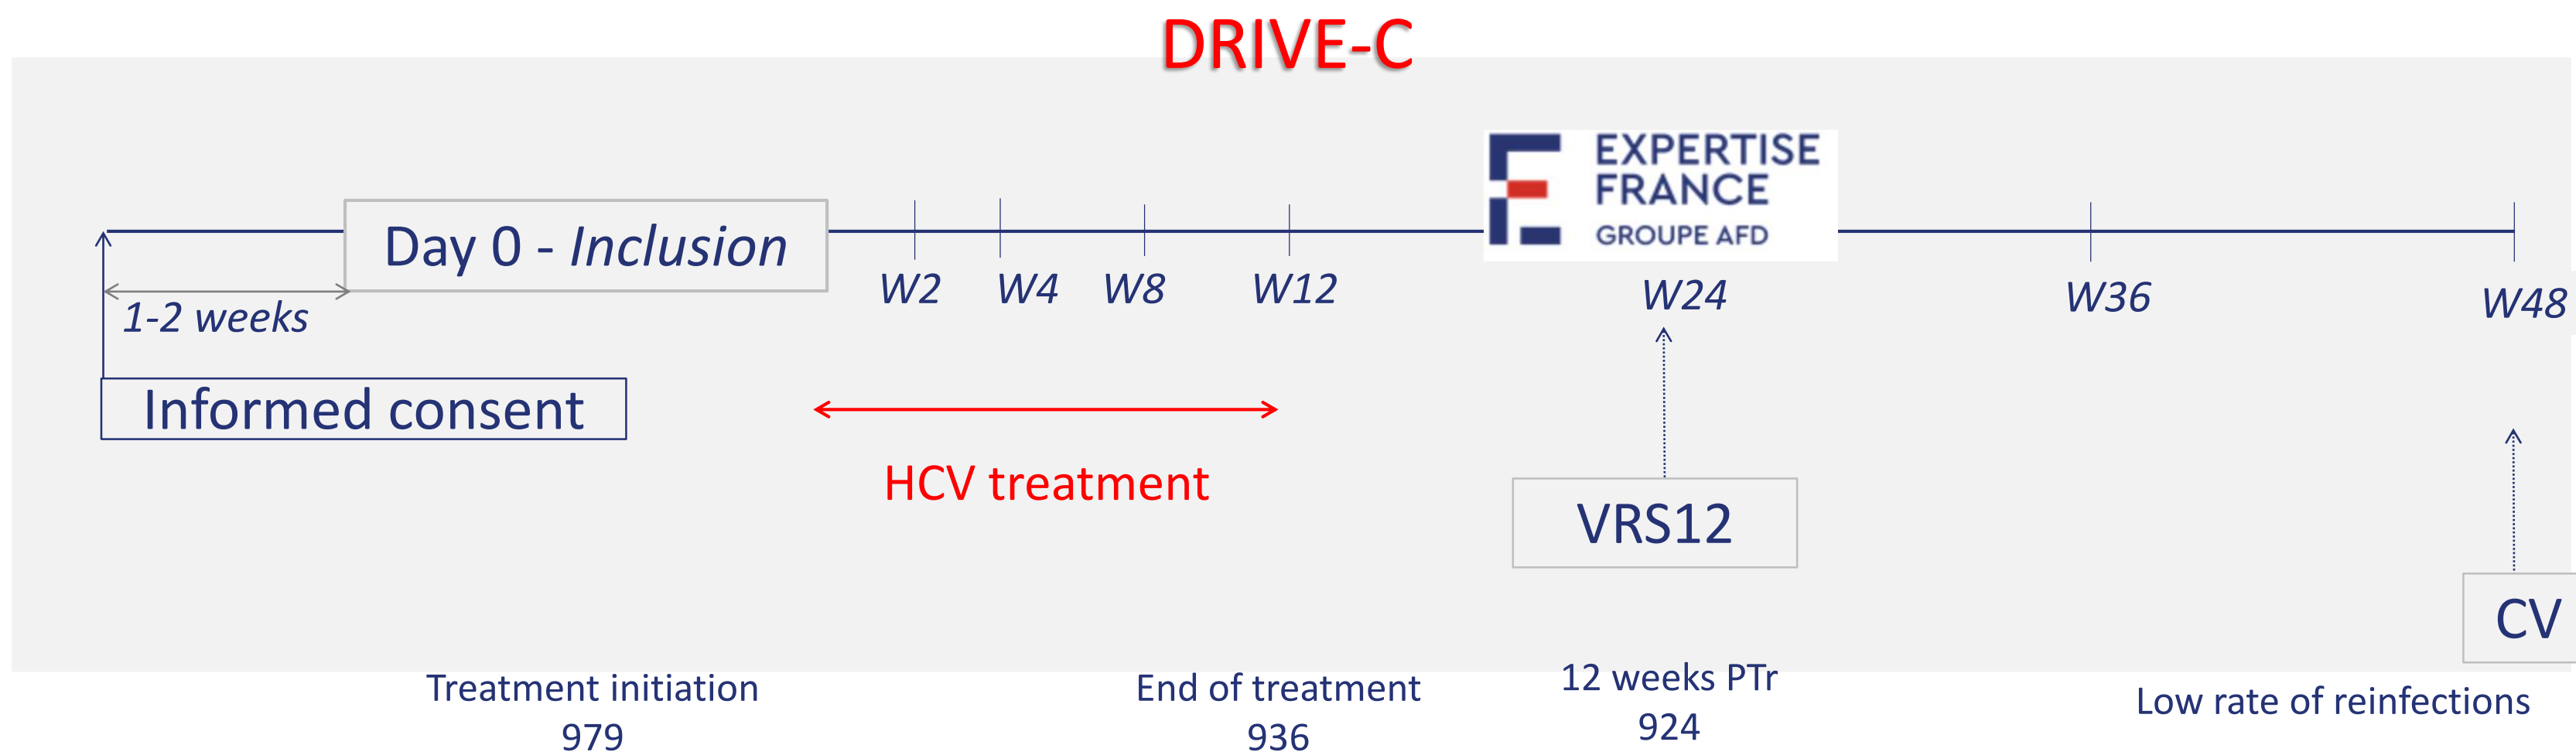 DRIVE-C
EXPERTISE
FRANCE
GROUPE AFD
Day 0 - Inclusion
W2
W4
W8
W12
W24
W36
W48
1-2 weeks
Informed consent
HCV treatment
VRS12
CV
Treatment initiation
979
End of treatment
936
12 weeks PTr
924
Low rate of reinfections